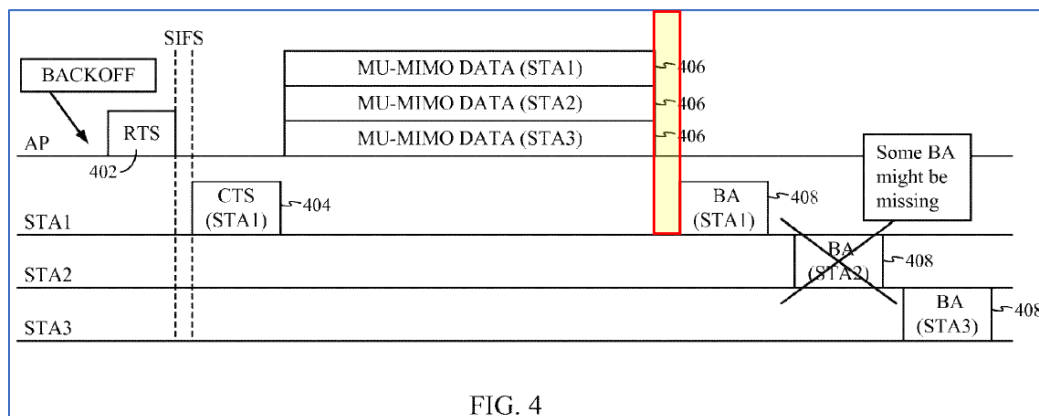 SIFS
BACKOFF
MU-MIMO DATA (STA1)
406
MU-MIMO DATA (STA2)
406
MU-MIMO DATA (STA3)
406
RTS
AP
402
Some BA
might be
missing
CTS
(STA1)
404
BA
(STA1)
408
STA1
BA
(STA2)
408
STA2
BA
(STA3)
408
STA3
FIG. 4